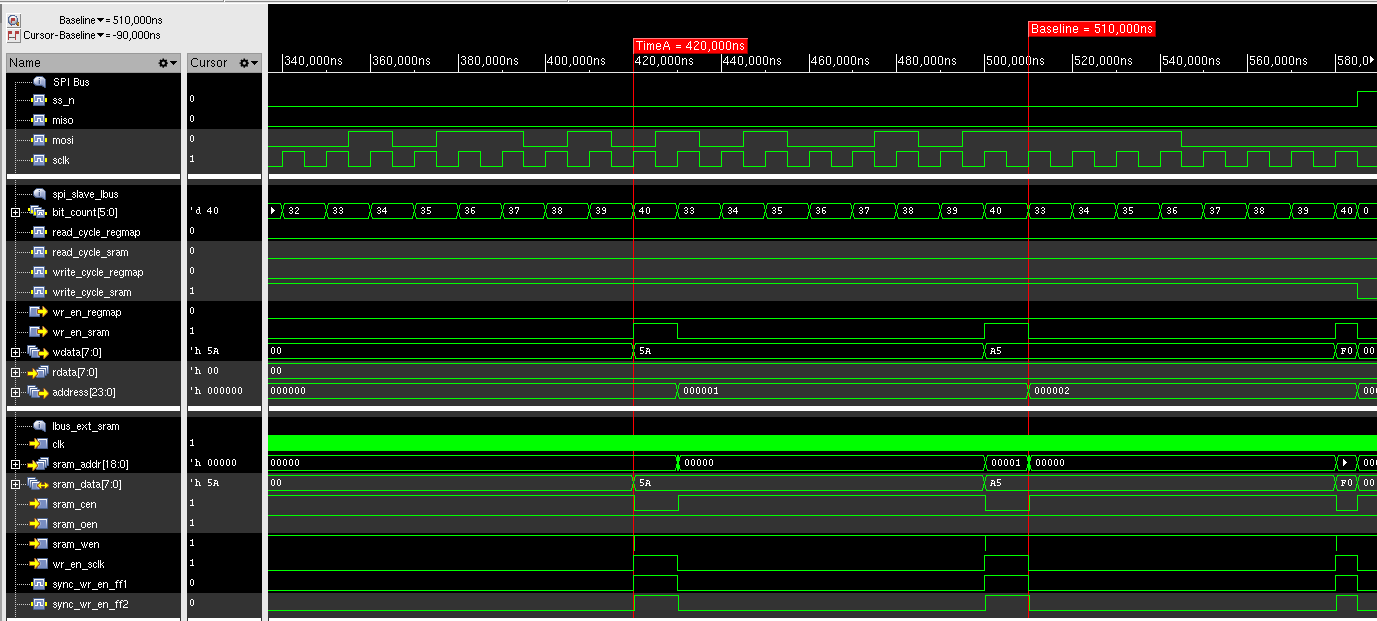 Baseline▼= 510,000ns
Cursor-Baseline▼= -90,000ns
Baseline = 510,000ns
TimeA = 420,000ns
Name Cursor 340,000ns 360,000ns 380,000ns 400,000ns 420,000ns 440,000ns 460,000ns 480,000ns 500,000ns 520,000ns 540,000ns 560,000ns 580,0
SPI Bus
ss_n 0
miso 0
mosi 0
sclk 1
spi_slave_lbus
bit_count[5:0] 'd 40 32 33 34 35 36 37 38 39 40 33 34 35 36 37 38 39 40 33 34 35 36 37 38 39 40 0
read_cycle_regmap 0
read_cycle_sram 0
write_cycle_regmap 0
write_cycle_sram 1
wr_en_regmap 0
wr_en_sram 1
wdata[7:0] 'h 5A 00 5A A5 F0 00
rdata[7:0] 'h 00 00
address[23:0] 'h 000000 000000 000001 000002 00
lbus_ext_sram
clk 1
sram_addr[18:0] 'h 00000 00000 00000 00001 00000 00
sram_data[7:0] 'h 5A 00 5A A5 F0 00
sram_cen 1
sram_oen 1
sram_wen 1
wr_en_sclk 1
sync_wr_en_ff1 0
sync_wr_en_ff2 0